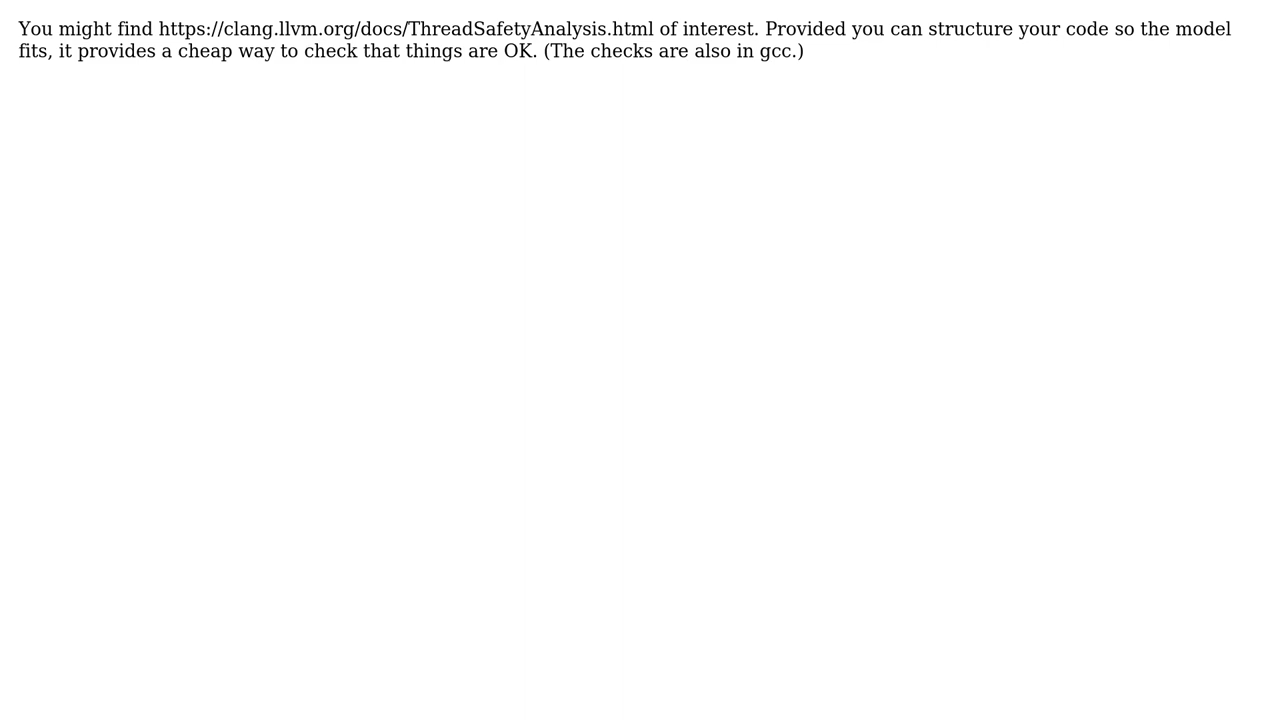 You might find https://clang.llvm.org/docs/ThreadSafetyAnalysis.html of interest. Provided you can structure your code so the model
fits, it provides a cheap way to check that things are OK. (The checks are also in gcc.)